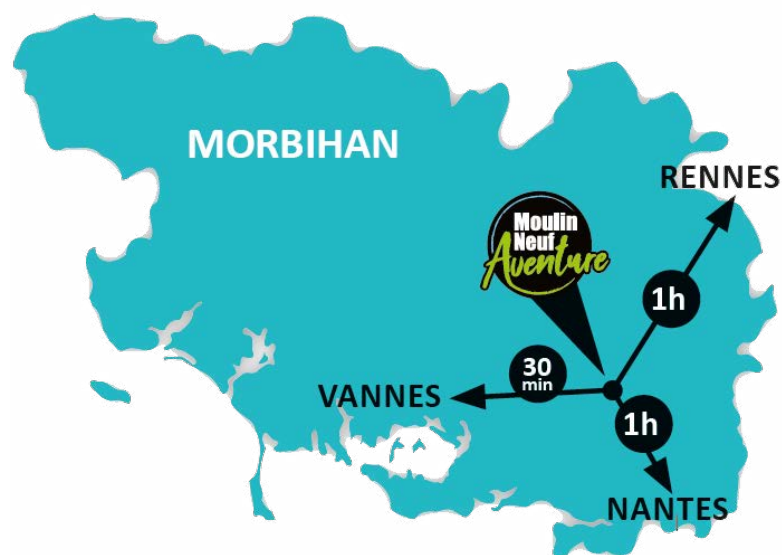 MORBIHAN
RENNES
Moulin
Neuf
Aventure
1h
30
min
VANNES
1h
NANTES